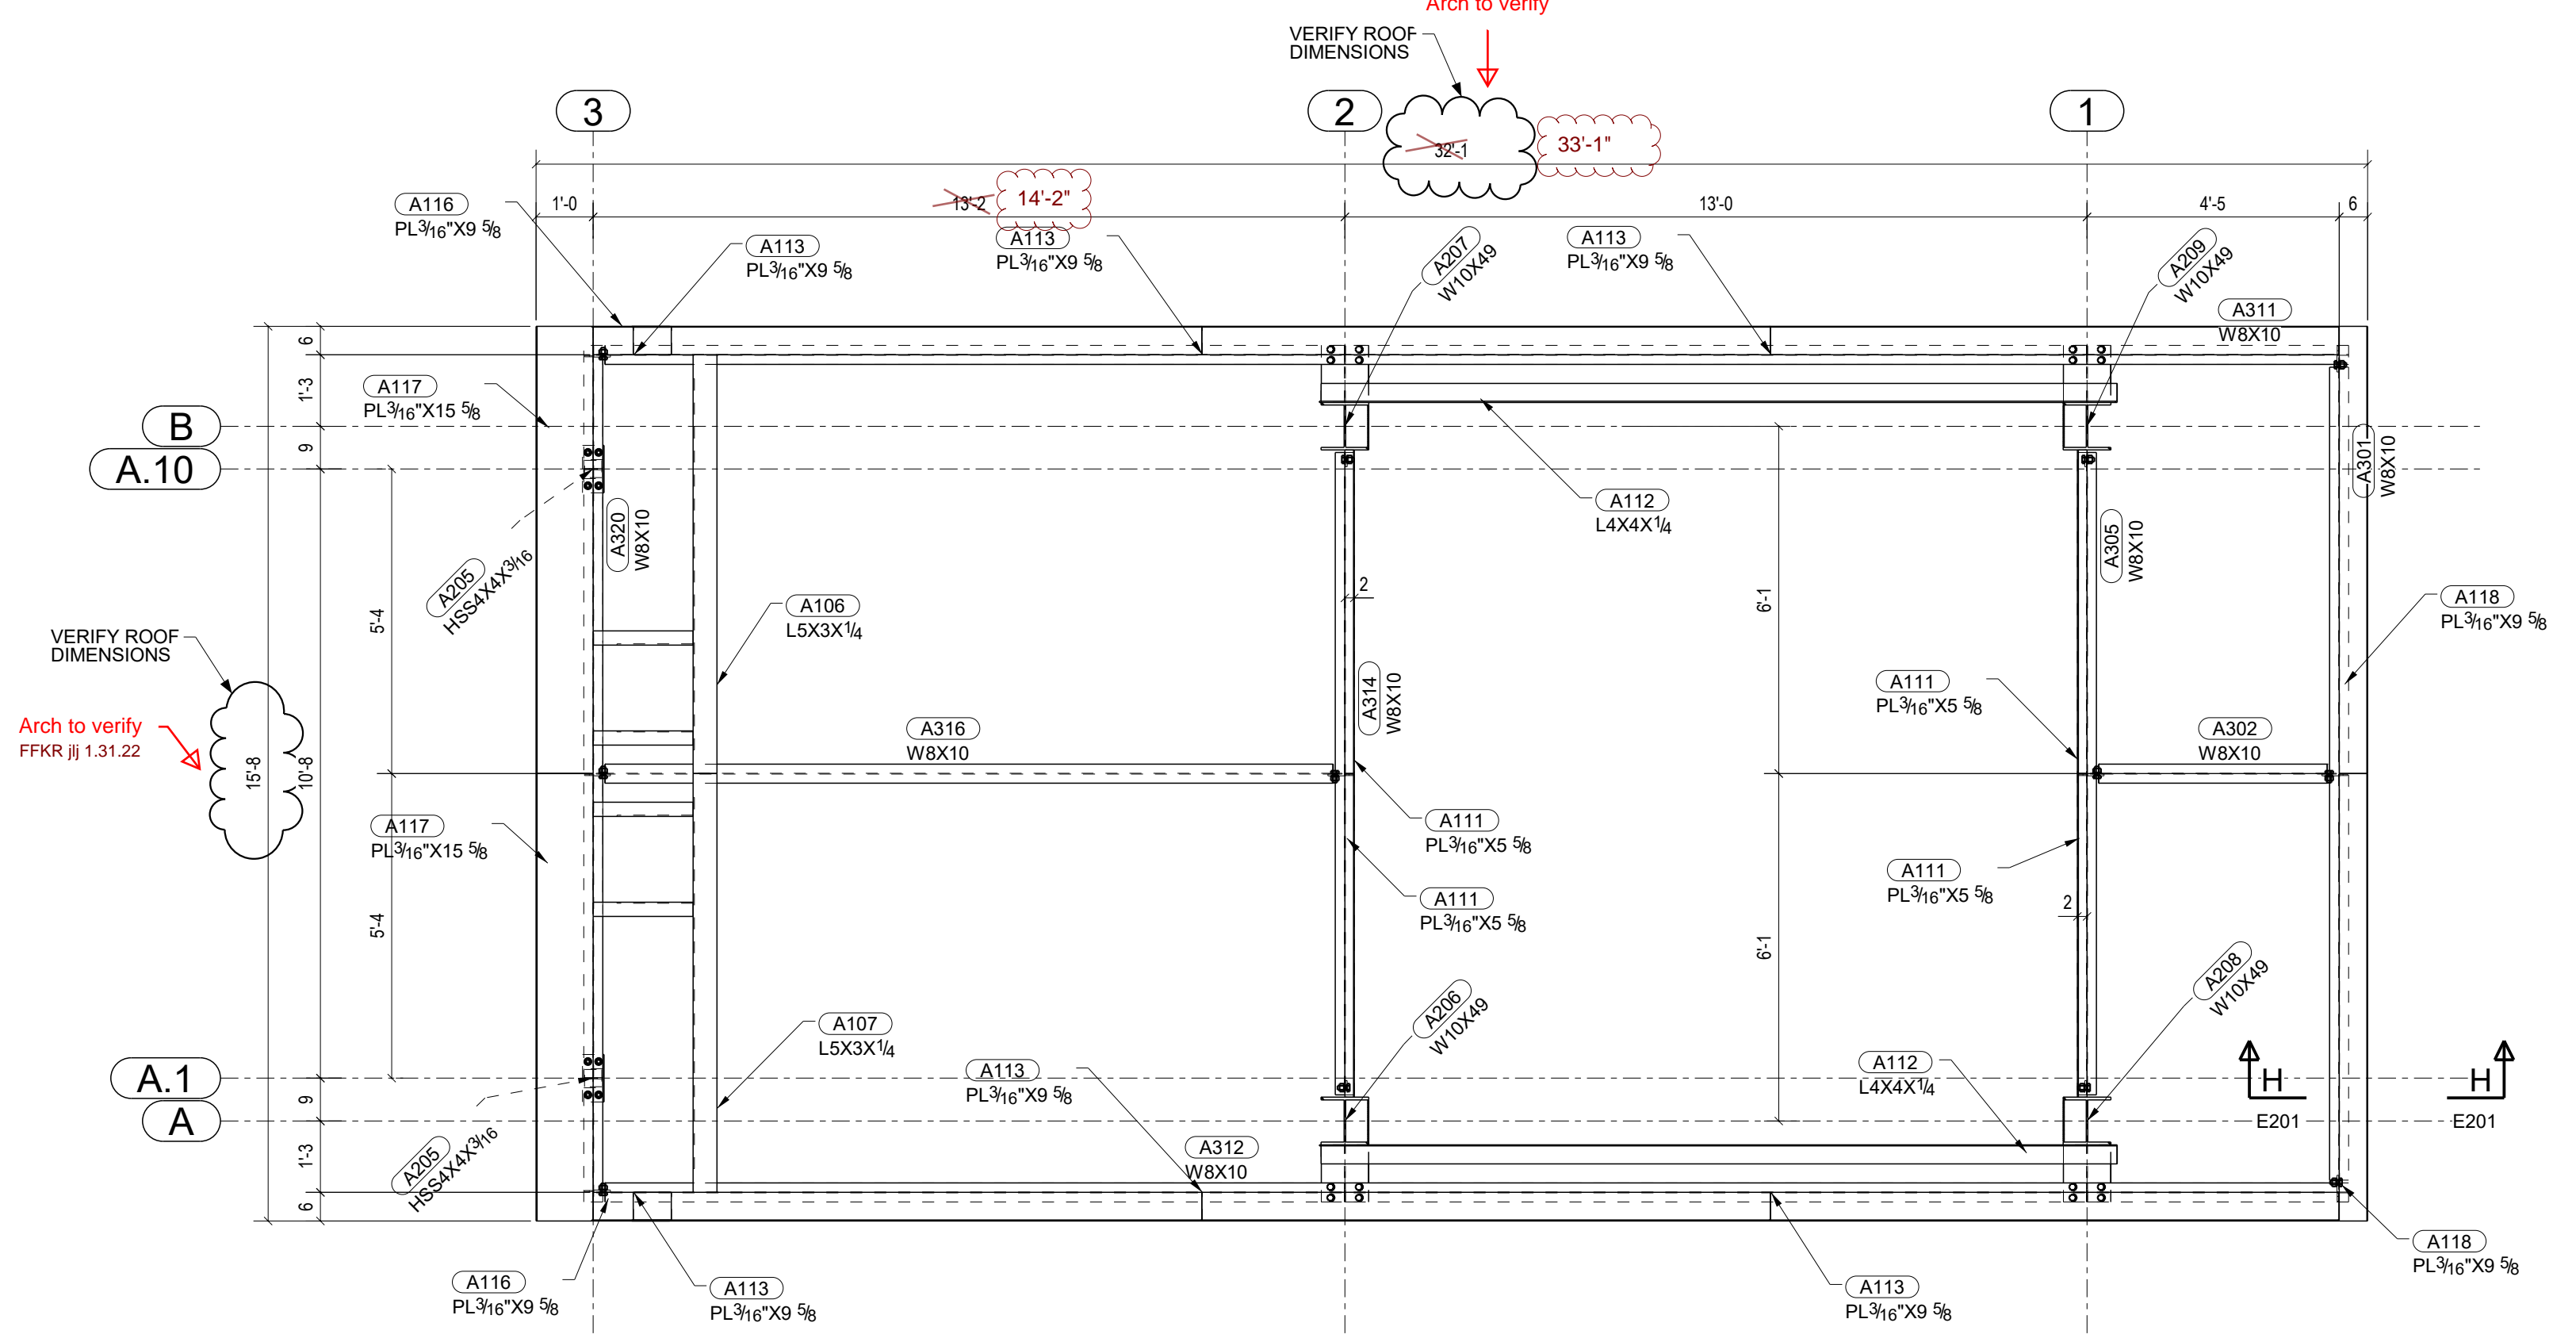 Arch to verify
VERIFY ROOF
DIMENSIONS
3
2
1
32'-1
33'-1"
1'-0
13'-2
14'-2"
13'-0
4'-5
6
A116
PL3/16"X9 5/8
A113
PL3/16"X9 5/8
A113
PL3/16"X9 5/8
A113
PL3/16"X9 5/8
A207
W10X49
A209
W10X49
A311
W8X10
6
1'-3
A117
PL3/16"X15 5/8
B
9
A.10
A301
W8X10
A112
L4X4X1/4
A320
W8X10
A305
W8X10
A205
HSS4X4X3/16
2
5'-4
6'-1
A106
L5X3X1/4
A118
PL3/16"X9 5/8
VERIFY ROOF
DIMENSIONS
A314
W8X10
A111
PL3/16"X5 5/8
Arch to verify
FFKR jlj 1.31.22
15'-8
10'-8
A316
W8X10
A302
W8X10
A117
PL3/16"X15 5/8
A111
PL3/16"X5 5/8
A111
PL3/16"X5 5/8
A111
PL3/16"X5 5/8
2
5'-4
6'-1
A206
W10X49
A208
W10X49
A107
L5X3X1/4
A113
PL3/16"X9 5/8
A112
L4X4X1/4
A.1
H
H
9
A
E201
E201
1'-3
A205
HSS4X4X3/16
A312
W8X10
6
A116
PL3/16"X9 5/8
A113
PL3/16"X9 5/8
A113
PL3/16"X9 5/8
A118
PL3/16"X9 5/8